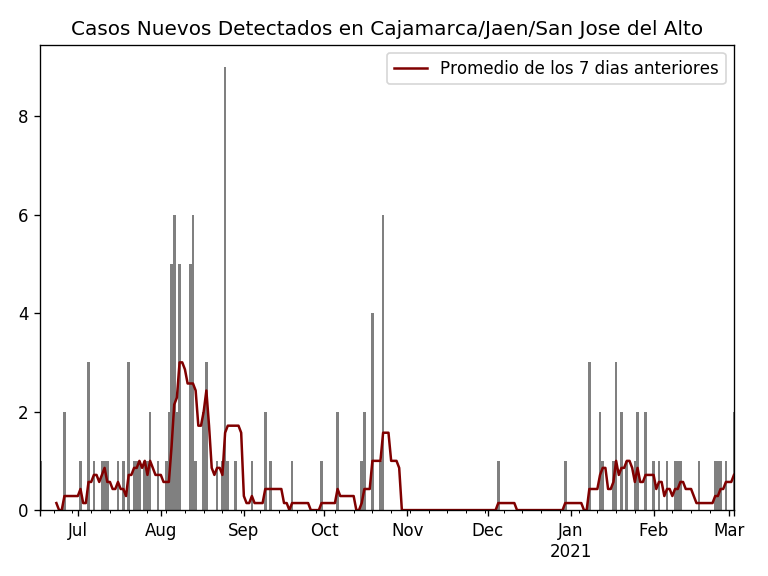 Casos Nuevos Detectados en Cajamarca/Jaen/San Jose del Alto
Promedio de los 7 dias anteriores
8
6
4
2
0
Jul Aug Sep Oct Nov Dec Jan Feb Mar
2021